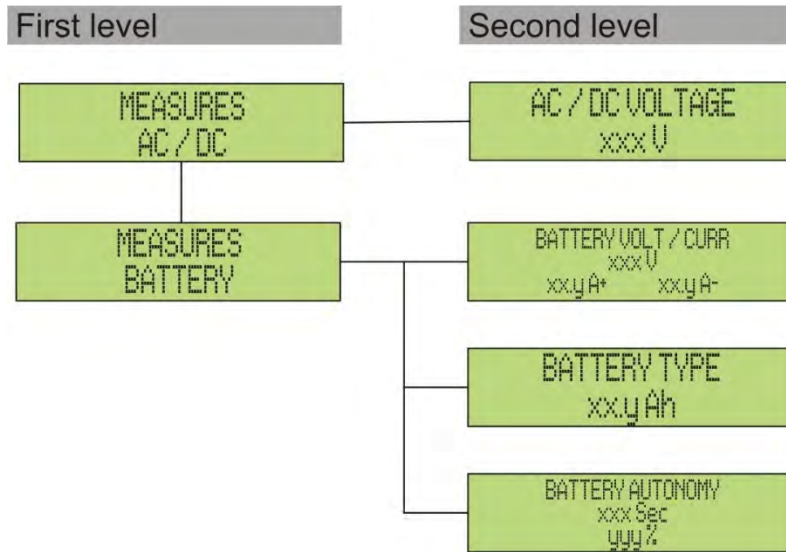 First level
Second level
MEASURES
AC / DC
AC / DC VOLTAGE
xxx V
MEASURES
BATTERY
BATTERY VOLT / CURR
xxx V
xx.y A+ xx.y A-
BATTERY TYPE
xx.y Ah
BATTERY AUTONOMY
xxx Sec
yyy %